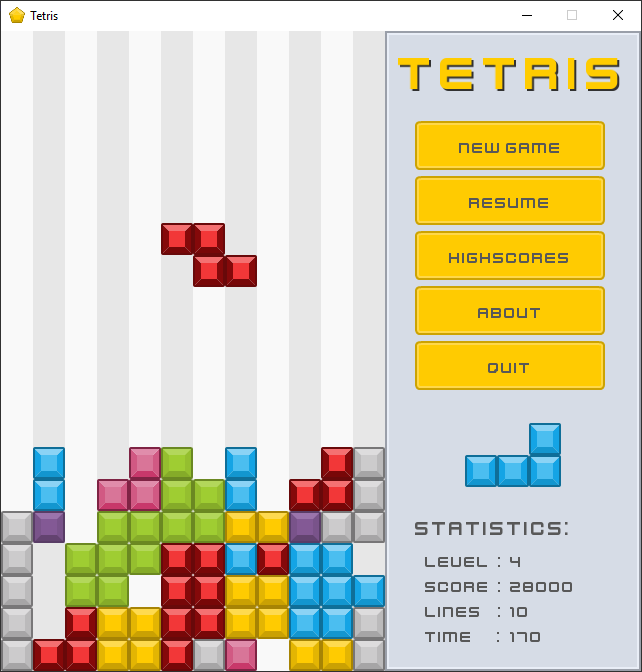 Tetris
TETRIS
NEW GAME
RESUME
HIGHSCORES
ABOUT
QUIT
STATISTICS:
LEVEL : 4
SCORE : 28000
LINES : 10
TIME : 170